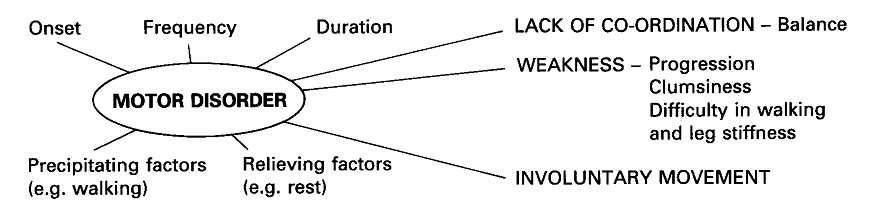 Onset Frequency Duration
LACK OF CO-ORDINATION – Balance
WEAKNESS – Progression
Clumsiness
Difficulty in walking
and leg stiffness
MOTOR DISORDER
Precipitating factors
(e.g. walking)
Relieving factors
(e.g. rest)
INVOLUNTARY MOVEMENT